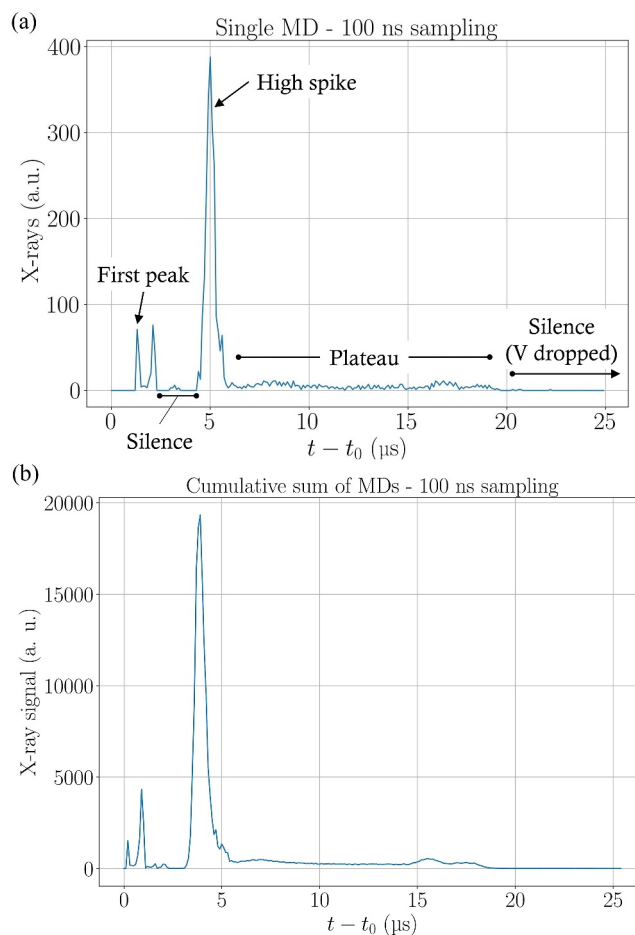 (a)
Single MD - 100 ns sampling
400
300
200
100
0
X-rays (a.u.)
High spike
First peak
Silence
(V dropped)
Plateau
Silence
0 5 10 15 20 25
t − t₀ (µs)
(b)
Cumulative sum of MDs - 100 ns sampling
20000
15000
10000
5000
0
X-ray signal (a. u.)
0 5 10 15 20 25
t − t₀ (µs)